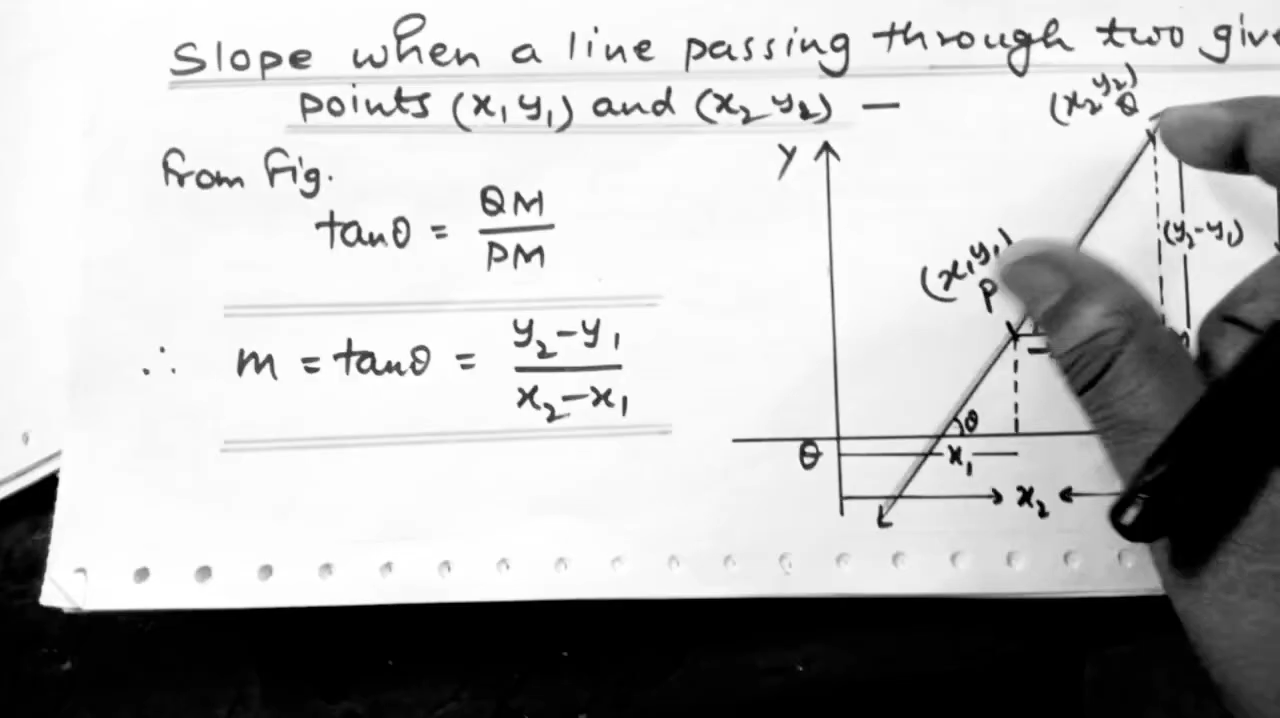 Slope when a line passing through two give
points (x₁ y₁) and (x₂ y₂) —
from Fig.
tanθ = QM / PM
∴ m = tanθ = y₂-y₁ / x₂-x₁
(x₂ y₂)
Q
Y
(y₂-y₁)
(x₁ y₁)
P
θ
O
x₁
x₂